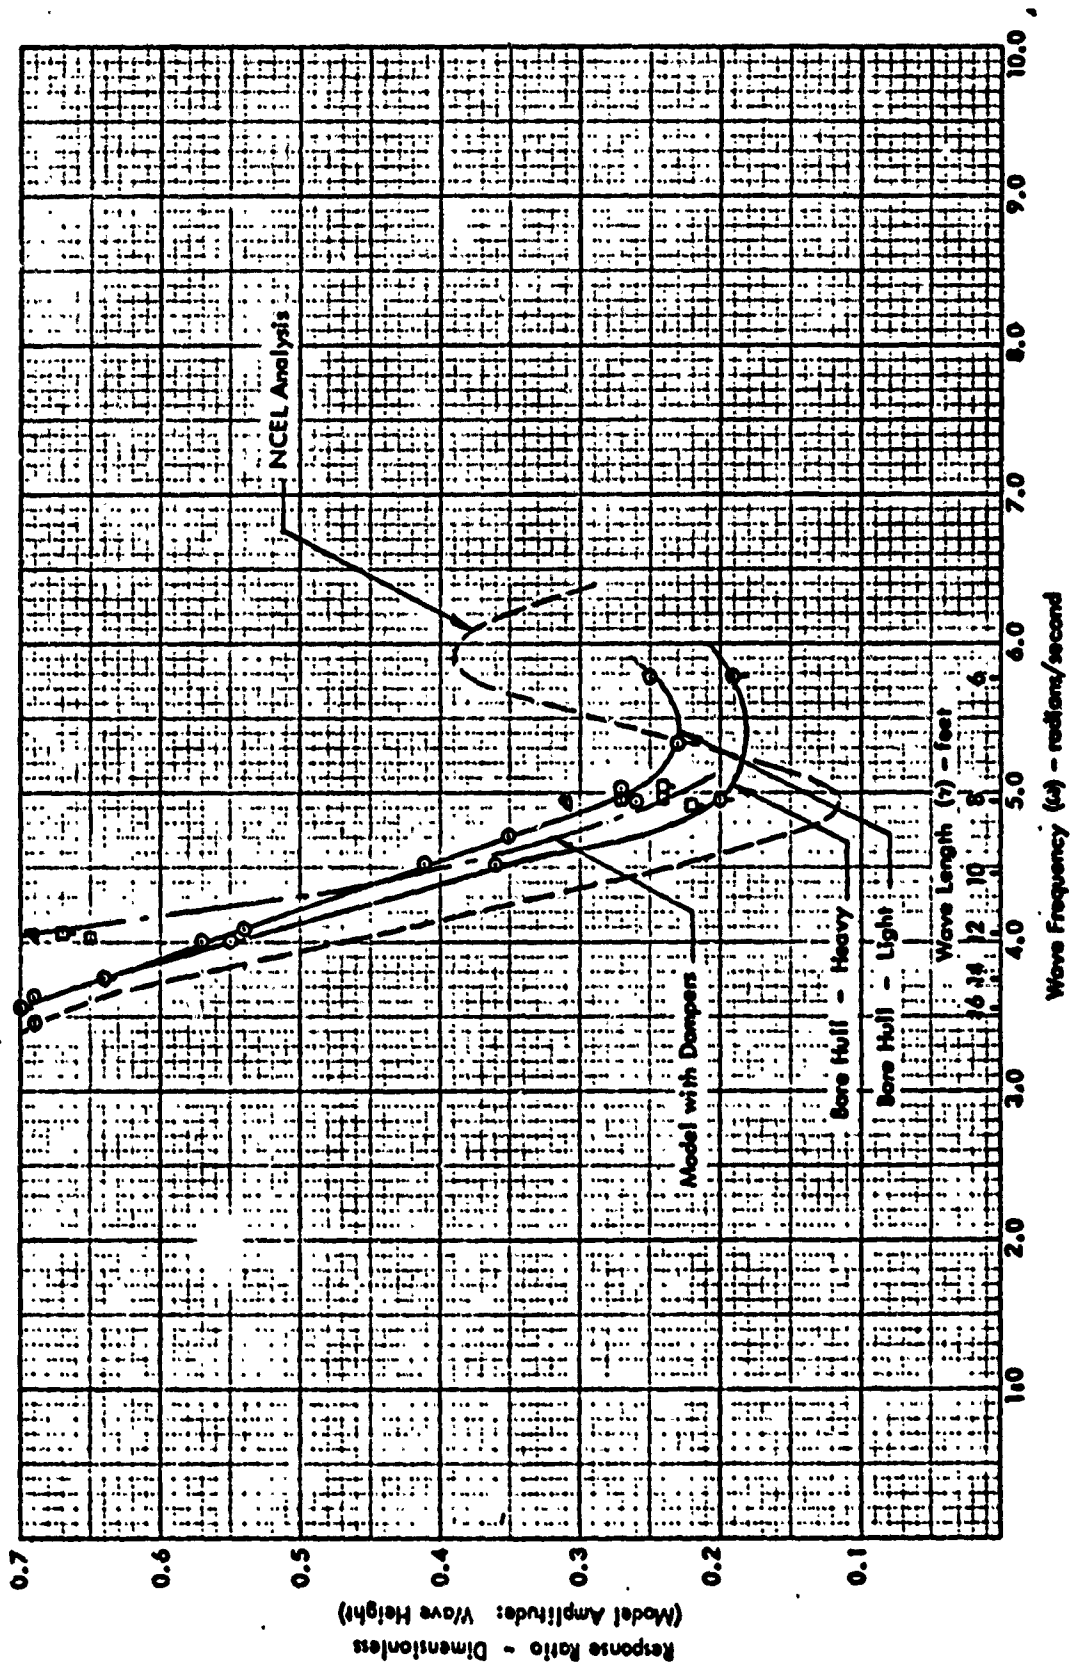 Response Ratio - Dimensionless
(Model Amplitude: Wave Height)
0.7
0.6
0.5
0.4
0.3
0.2
0.1
NCEL Analysis
Model with Dampers
Bare Hull - Heavy
Bare Hull - Light
Wave Length (γ) - feet
16 14 12 10 8 6
1.0 2.0 3.0 4.0 5.0 6.0 7.0 8.0 9.0 10.0
Wave Frequency (ω) - radians/second